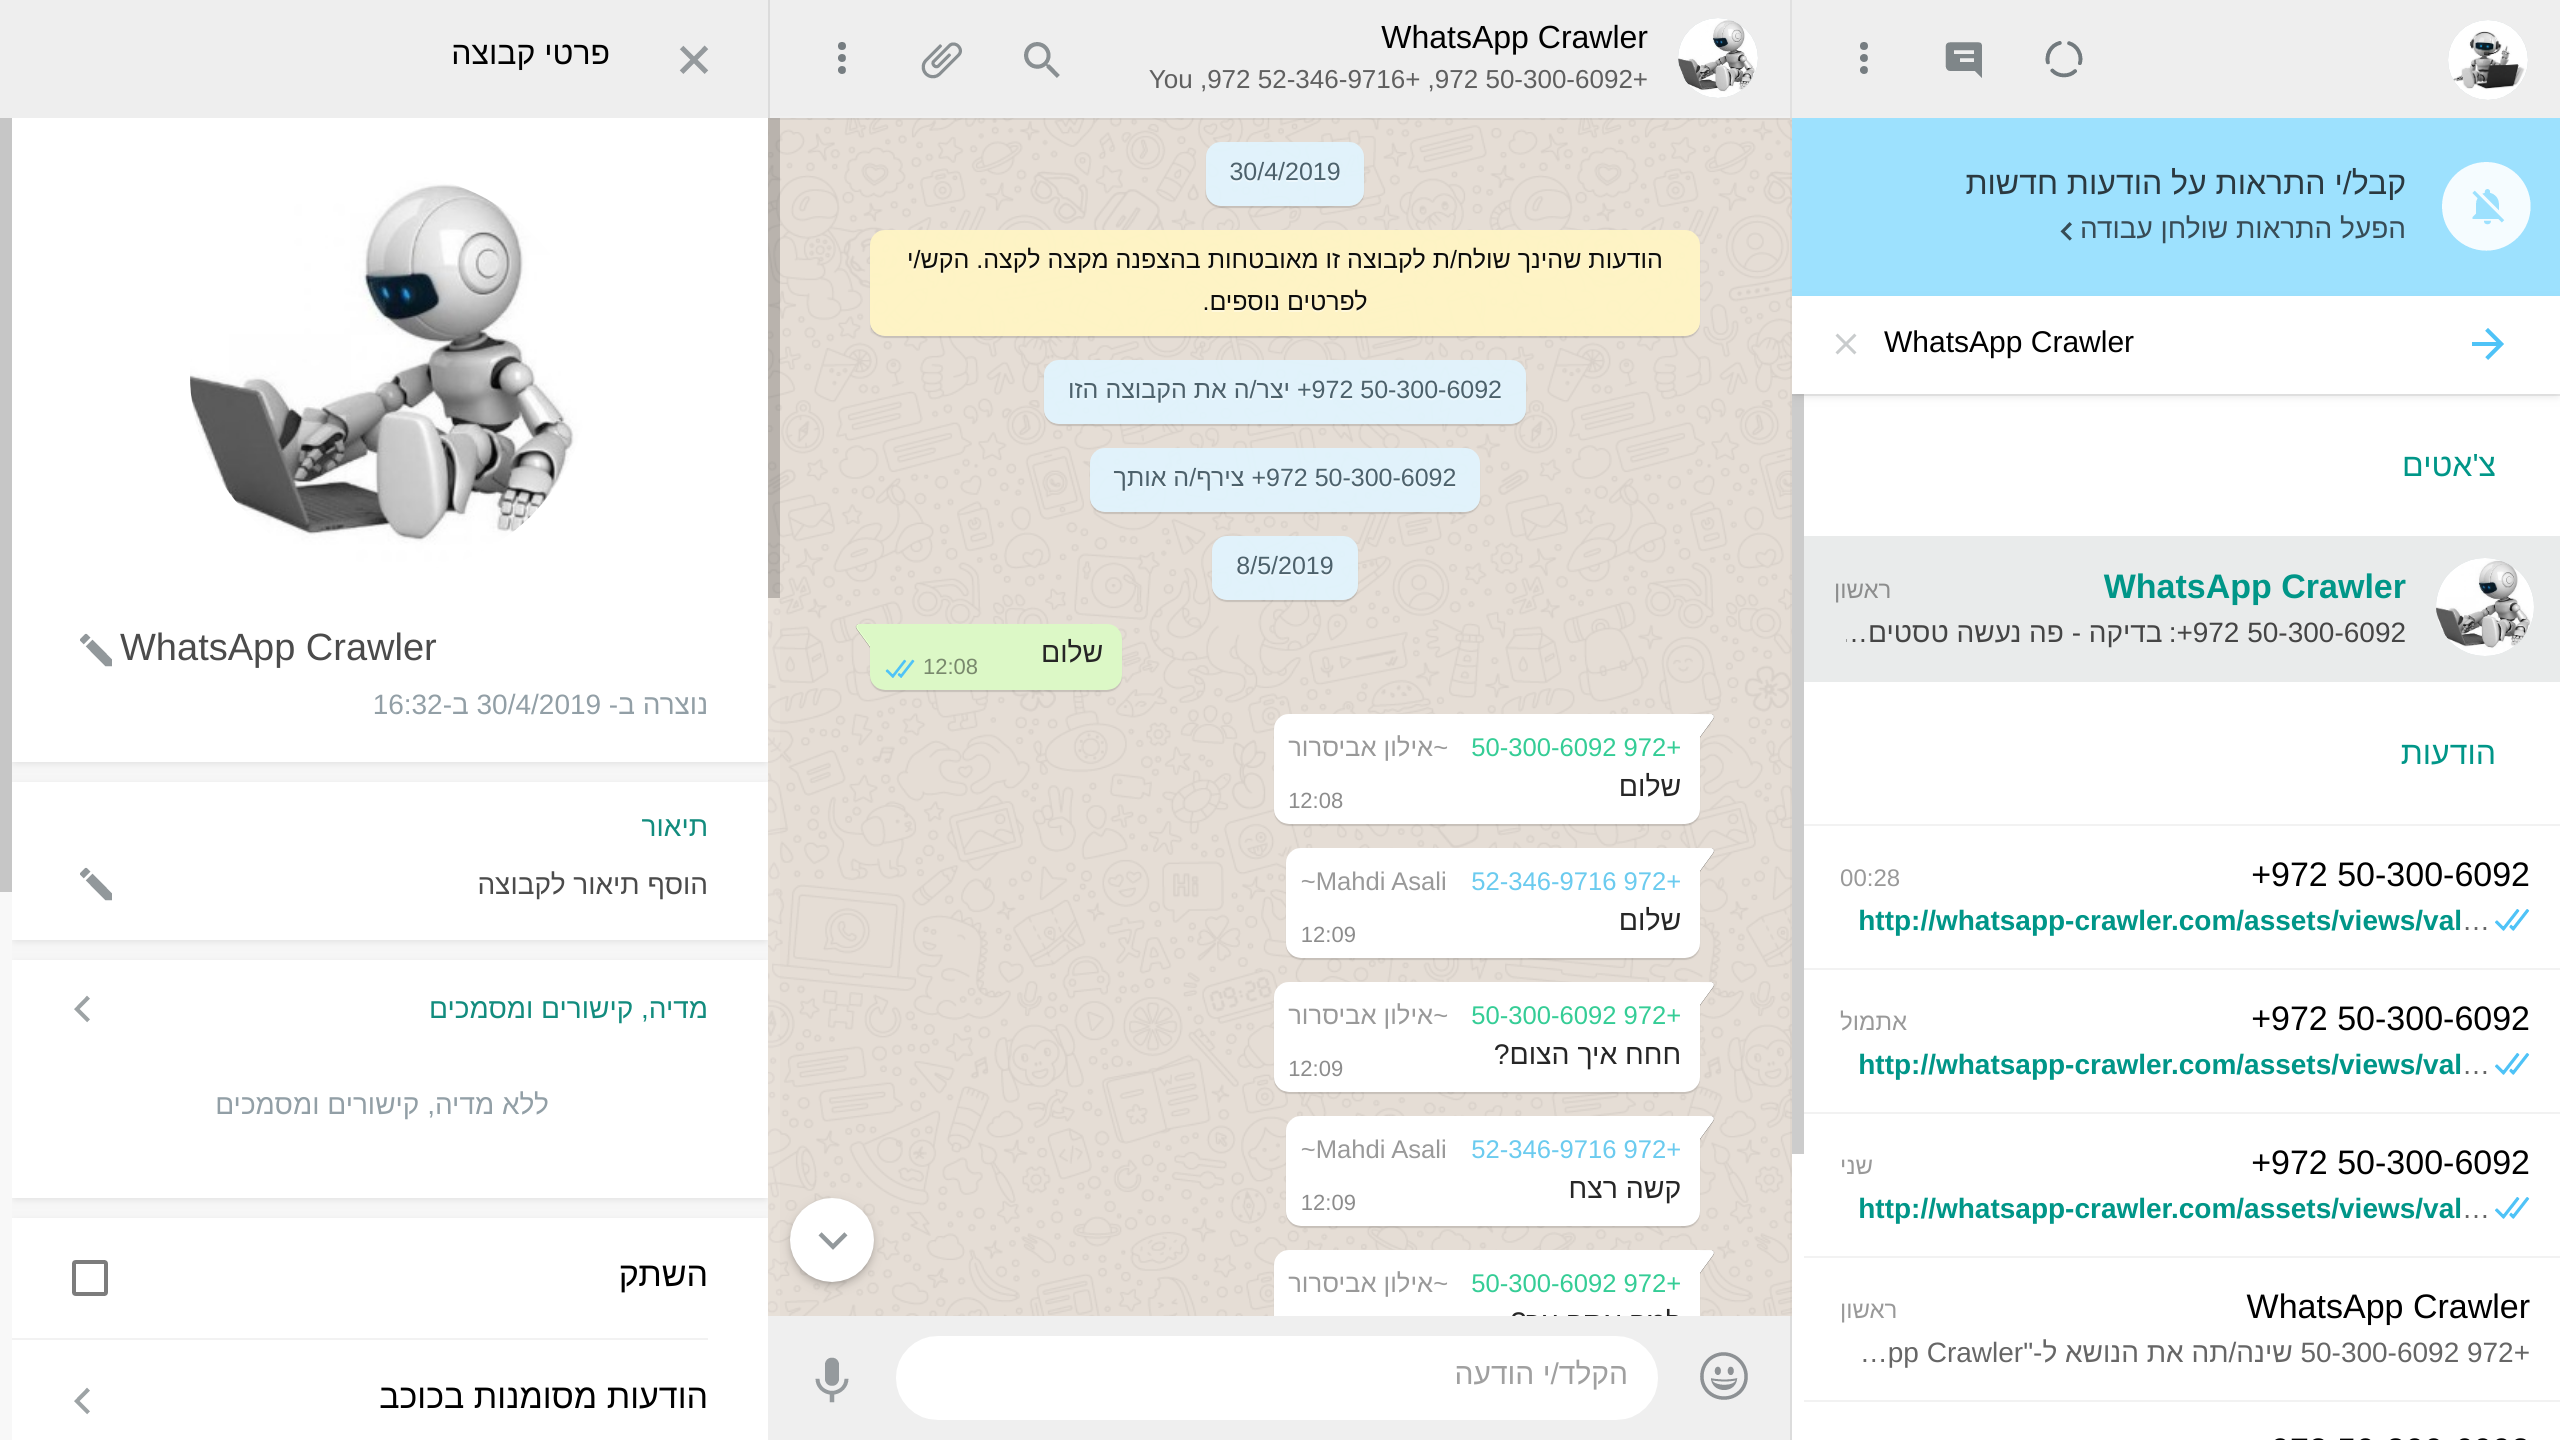 WhatsApp Crawler
+972 50-300-6092, +972 52-346-9716, You
פרטי קבוצה
קבל/י התראות על הודעות חדשות
הפעל התראות שולחן עבודה
WhatsApp Crawler
צ'אטים
WhatsApp Crawler
ראשון
+972 50-300-6092: בדיקה - פה נעשה טסטים…
הודעות
+972 50-300-6092
00:28
http://whatsapp-crawler.com/assets/views/val…
+972 50-300-6092
אתמול
http://whatsapp-crawler.com/assets/views/val…
+972 50-300-6092
שני
http://whatsapp-crawler.com/assets/views/val…
WhatsApp Crawler
ראשון
+972 50-300-6092 שינה/תה את הנושא ל-"pp Crawler…
30/4/2019
הודעות שהינך שולח/ת לקבוצה זו מאובטחות בהצפנה מקצה לקצה. הקש/י
לפרטים נוספים.
+972 50-300-6092 יצר/ה את הקבוצה הזו
+972 50-300-6092 צירף/ה אותך
8/5/2019
שלום
12:08
+972 50-300-6092 ~אילון אביסרור
שלום
12:08
+972 52-346-9716 ~Mahdi Asali
שלום
12:09
+972 50-300-6092 ~אילון אביסרור
חחח איך הצום?
12:09
+972 52-346-9716 ~Mahdi Asali
קשה רצח
12:09
+972 50-300-6092 ~אילון אביסרור
הקלד/י הודעה
WhatsApp Crawler
נוצרה ב- 30/4/2019 ב-16:32
תיאור
הוסף תיאור לקבוצה
מדיה, קישורים ומסמכים
ללא מדיה, קישורים ומסמכים
השתק
הודעות מסומנות בכוכב